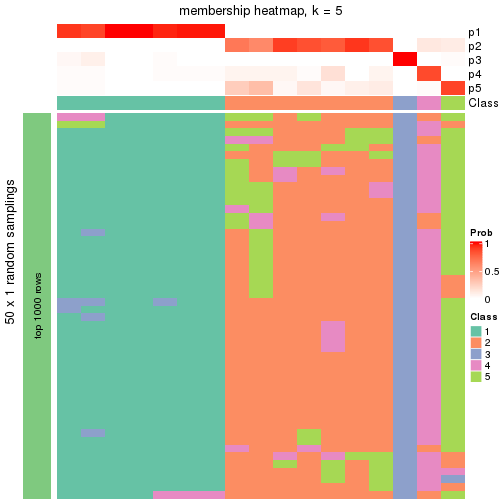 membership heatmap, k = 5
p1
p2
p3
p4
p5
Class
50 x 1 random samplings
top 1000 rows
Prob
1
0.5
0
Class
1
2
3
4
5